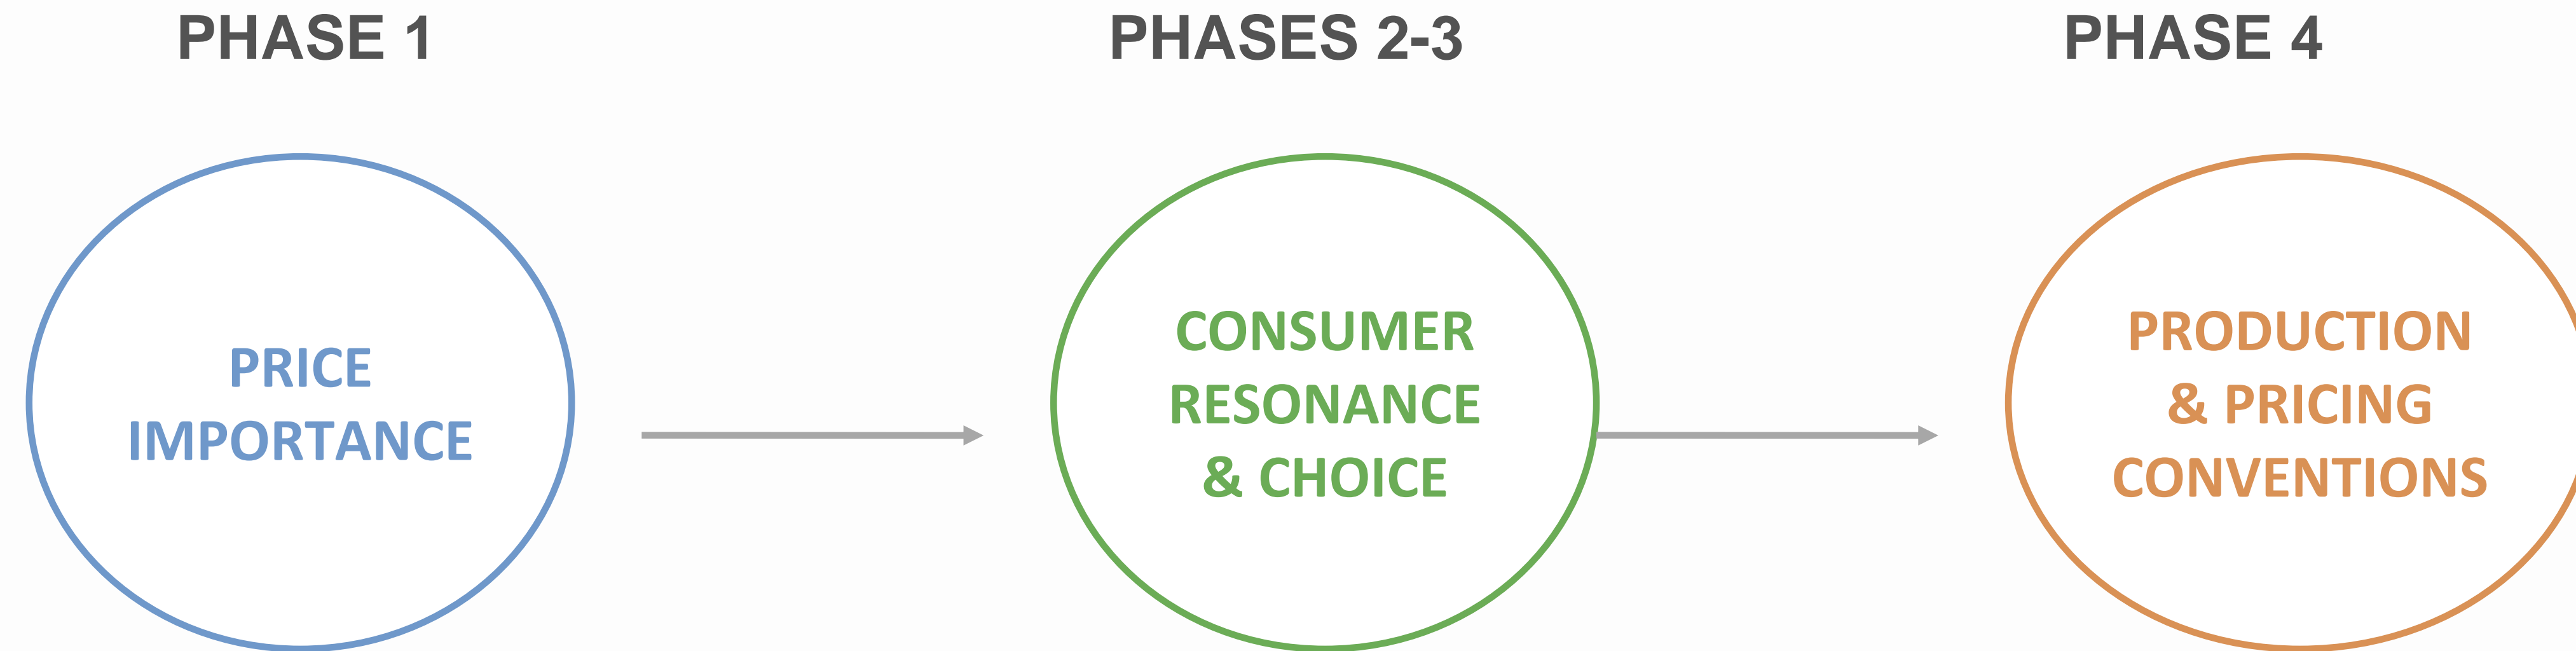 PHASE 1
PHASES 2-3
PHASE 4
PRICE
IMPORTANCE
CONSUMER
RESONANCE
& CHOICE
PRODUCTION
& PRICING
CONVENTIONS